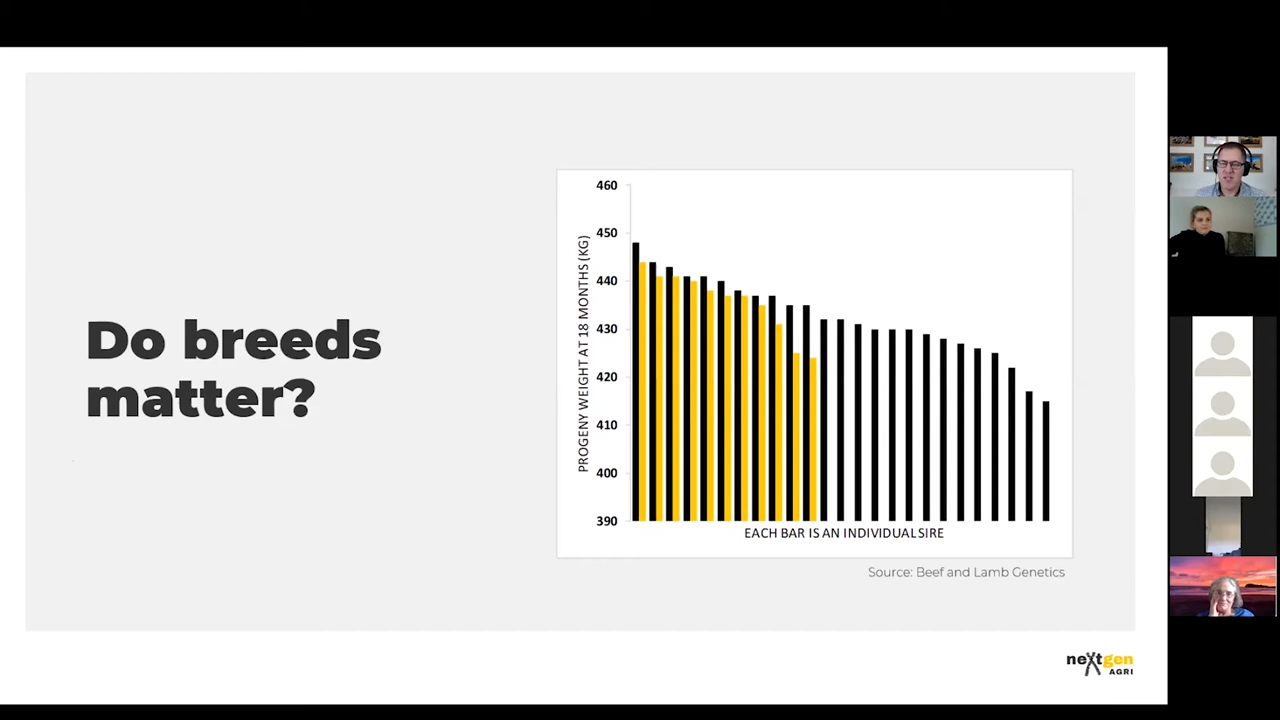 Do breeds
matter?
460
450
440
430
420
410
400
390
PROGENY WEIGHT AT 18 MONTHS (KG)
EACH BAR IS AN INDIVIDUAL SIRE
Source: Beef and Lamb Genetics
nextgen
AGRI